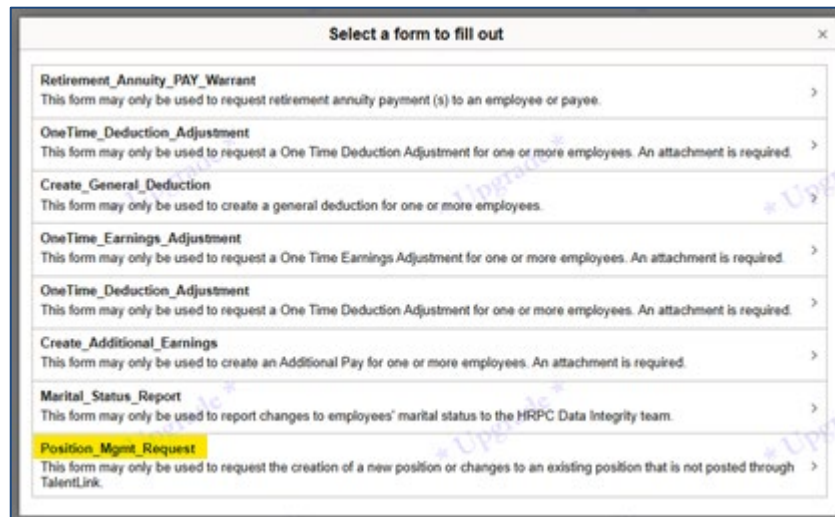 Select a form to fill out
Retirement_Annuity_PAY_Warrant
This form may only be used to request retirement annuity payment (s) to an employee or payee.
OneTime_Deduction_Adjustment
This form may only be used to request a One Time Deduction Adjustment for one or more employees. An attachment is required.
Create_General_Deduction
This form may only be used to create a general deduction for one or more employees.
OneTime_Earnings_Adjustment
This form may only be used to request a One Time Earnings Adjustment for one or more employees. An attachment is required.
OneTime_Deduction_Adjustment
This form may only be used to request a One Time Deduction Adjustment for one or more employees. An attachment is required.
Create_Additional_Earnings
This form may only be used to create an Additional Pay for one or more employees. An attachment is required.
Marital_Status_Report
This form may only be used to report changes to employees' marital status to the HRPC Data Integrity team.
Position_Mgmt_Request
This form may only be used to request the creation of a new position or changes to an existing position that is not posted through
TalentLink.
* Upgrade *